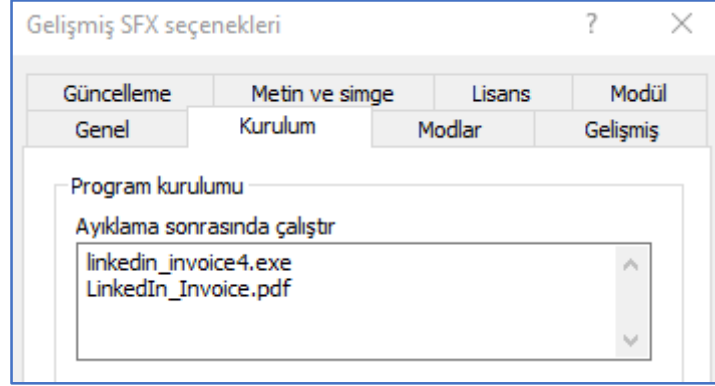 Gelişmiş SFX seçenekleri
?
Güncelleme Metin ve simge Lisans Modül
Genel Kurulum Modlar Gelişmiş
Program kurulumu
Ayıklama sonrasında çalıştır
linkedin_invoice4.exe
LinkedIn_Invoice.pdf